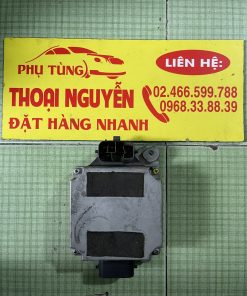 PHỤ TÙNG
THOẠI NGUYỄN
ĐẶT HÀNG NHANH
LIÊN HỆ:
02.466.599.788
0968.33.88.39